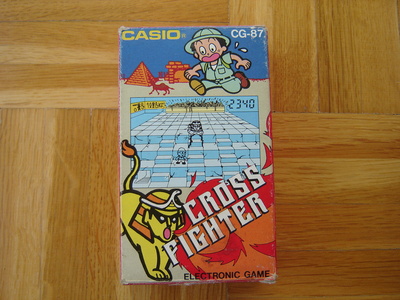 CASIO® CG-87
2340
CROSS
FIGHTER
ELECTRONIC GAME